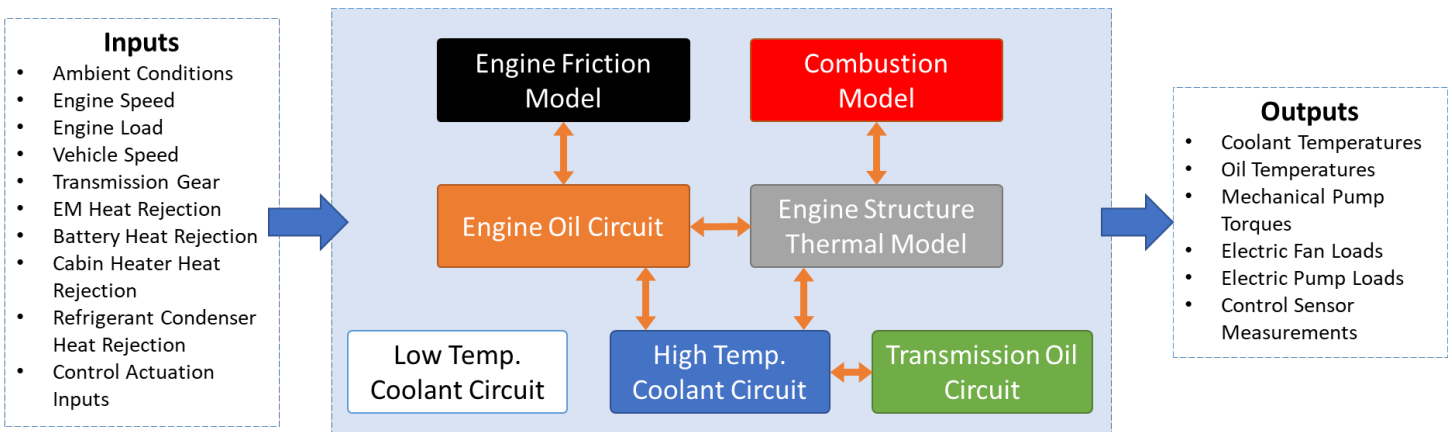 Inputs
• Ambient Conditions
• Engine Speed
• Engine Load
• Vehicle Speed
• Transmission Gear
• EM Heat Rejection
• Battery Heat Rejection
• Cabin Heater Heat
Rejection
• Refrigerant Condenser
Heat Rejection
• Control Actuation
Inputs
Engine Friction
Model
Combustion
Model
Engine Oil Circuit
Engine Structure
Thermal Model
Low Temp.
Coolant Circuit
High Temp.
Coolant Circuit
Transmission Oil
Circuit
Outputs
• Coolant Temperatures
• Oil Temperatures
• Mechanical Pump
Torques
• Electric Fan Loads
• Electric Pump Loads
• Control Sensor
Measurements